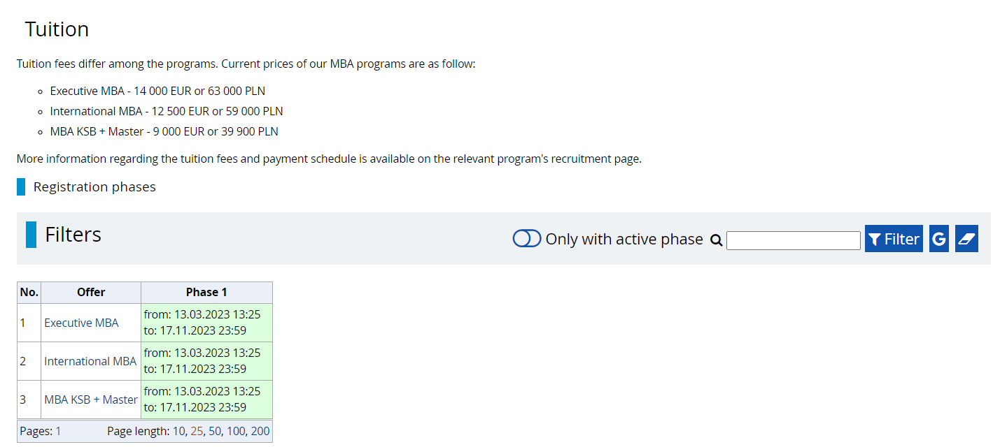 Tuition
Tuition fees differ among the programs. Current prices of our MBA programs are as follow:
Executive MBA - 14 000 EUR or 63 000 PLN
International MBA - 12 500 EUR or 59 000 PLN
MBA KSB + Master - 9 000 EUR or 39 900 PLN
More information regarding the tuition fees and payment schedule is available on the relevant program's recruitment page.
Registration phases
Filters Only with active phase Filter G
No. Offer Phase 1
1 Executive MBA from: 13.03.2023 13:25
to: 17.11.2023 23:59
2 International MBA from: 13.03.2023 13:25
to: 17.11.2023 23:59
3 MBA KSB + Master from: 13.03.2023 13:25
to: 17.11.2023 23:59
Pages: 1 Page length: 10, 25, 50, 100, 200